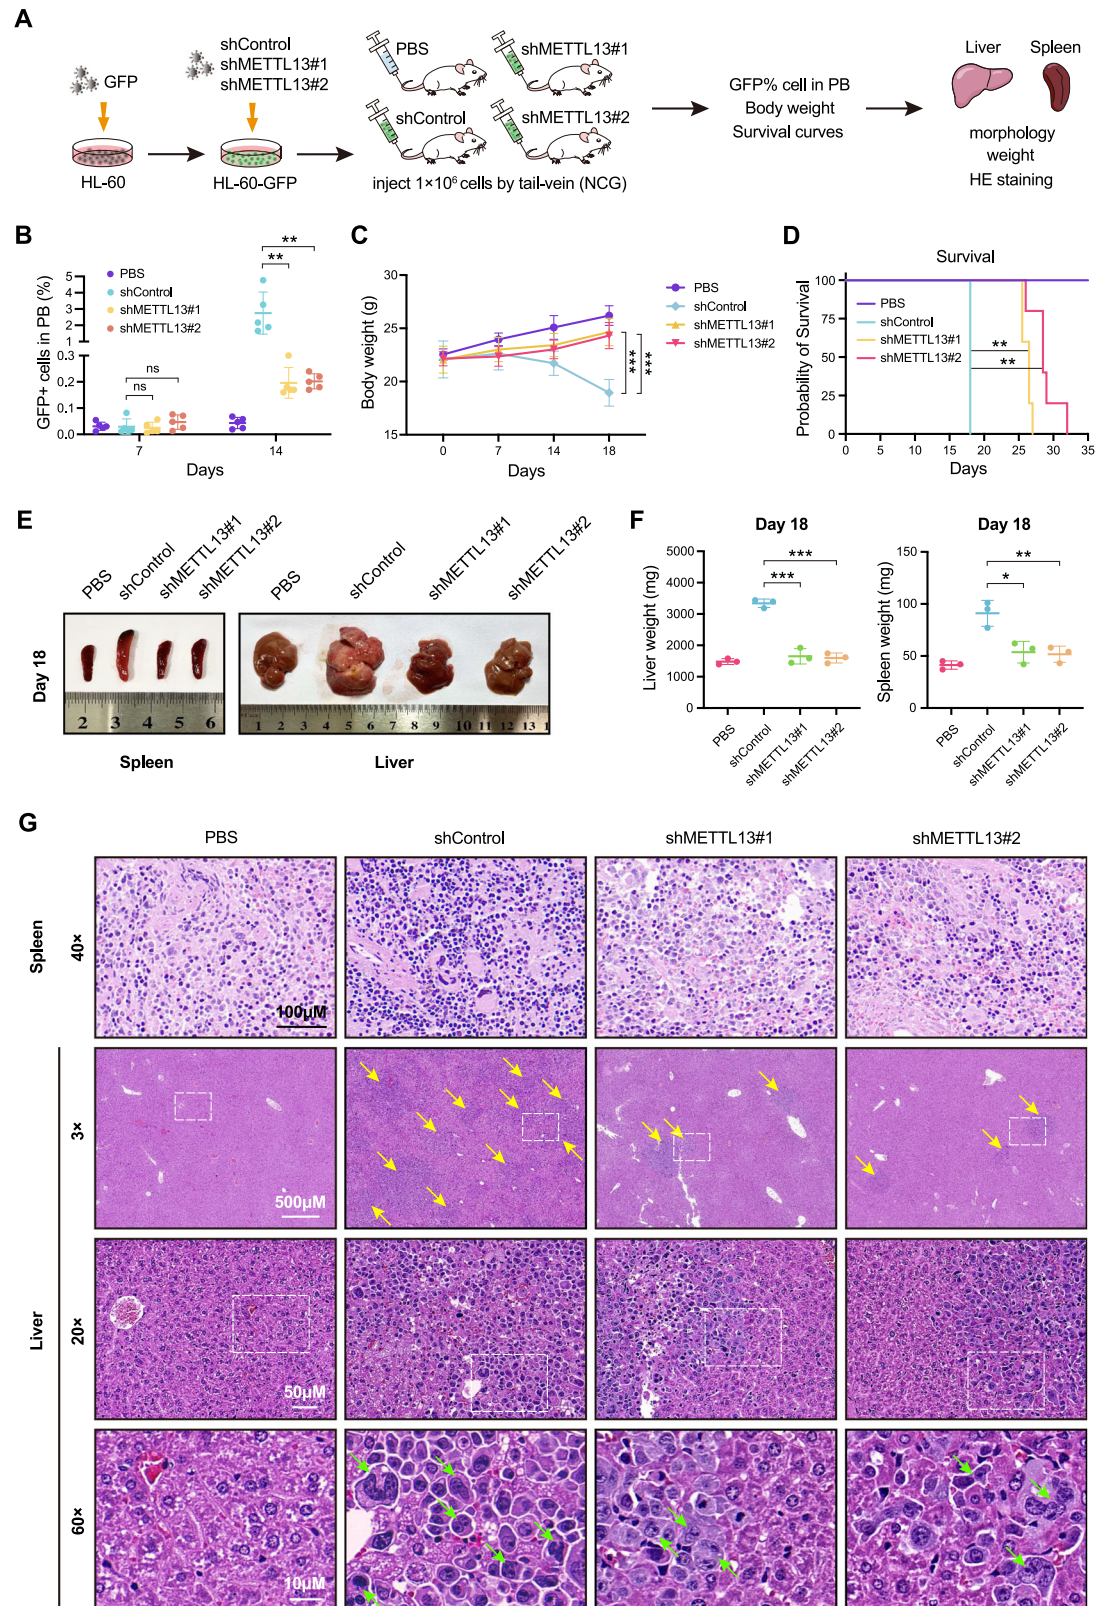 A
GFP
HL-60
shControl
shMETTL13#1
shMETTL13#2
HL-60-GFP
PBS
shMETTL13#1
shControl
shMETTL13#2
inject 1×10⁶ cells by tail-vein (NCG)
GFP% cell in PB
Body weight
Survival curves
Liver
Spleen
morphology
weight
HE staining
B
PBS
shControl
shMETTL13#1
shMETTL13#2
GFP+ cells in PB (%)
5
4
3
2
1
0.3
0.2
0.1
0.0
ns
ns
**
**
7
14
Days
C
Body weight (g)
30
25
20
15
0
7
14
18
Days
PBS
shControl
shMETTL13#1
shMETTL13#2
***
***
D
Survival
Probability of Survival
100
75
50
25
0
PBS
shControl
shMETTL13#1
shMETTL13#2
**
**
0
5
10
15
20
25
30
35
Days
E
PBS
shControl
shMETTL13#1
shMETTL13#2
PBS
shControl
shMETTL13#1
shMETTL13#2
Day 18
2 3 4 5 6
1 2 3 4 5 6 7 8 9 10 11 12 13 1
Spleen
Liver
F
Day 18
Liver weight (mg)
5000
4000
3000
2000
1000
0
***
***
PBS
shControl
shMETTL13#1
shMETTL13#2
Day 18
Spleen weight (mg)
150
100
50
0
**
*
PBS
shControl
shMETTL13#1
shMETTL13#2
G
PBS
shControl
shMETTL13#1
shMETTL13#2
Spleen
40×
100μM
Liver
3×
500μM
20×
50μM
60×
10μM